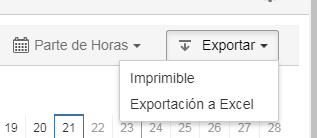 Parte de Horas Exportar
Imprimible
Exportación a Excel
19 20 21 22 23 24 25 26 27 28